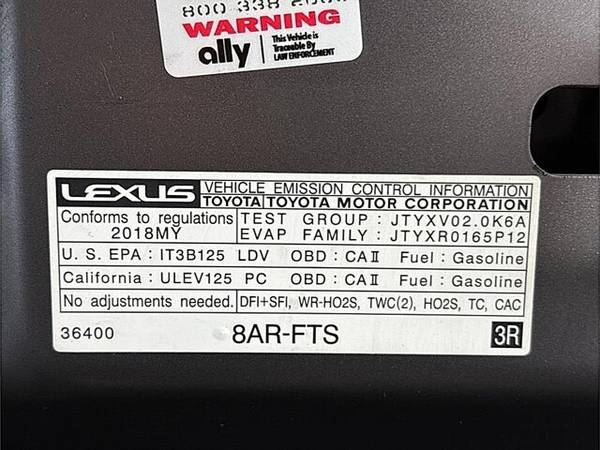 800 338
WARNING
ally This Vehicle is
Traceable By
LAW ENFORCEMENT
LEXUS VEHICLE EMISSION CONTROL INFORMATION
TOYOTA TOYOTA MOTOR CORPORATION
Conforms to regulations TEST GROUP : JTYXV02.0K6A
2018MY EVAP FAMILY : JTYXR0165P12
U. S. EPA : IT3B125 LDV OBD : CAⅡ Fuel : Gasoline
California : ULEV125 PC OBD : CAⅡ Fuel : Gasoline
No adjustments needed. DFI+SFI, WR-HO2S, TWC(2), HO2S, TC, CAC
36400 8AR-FTS 3R